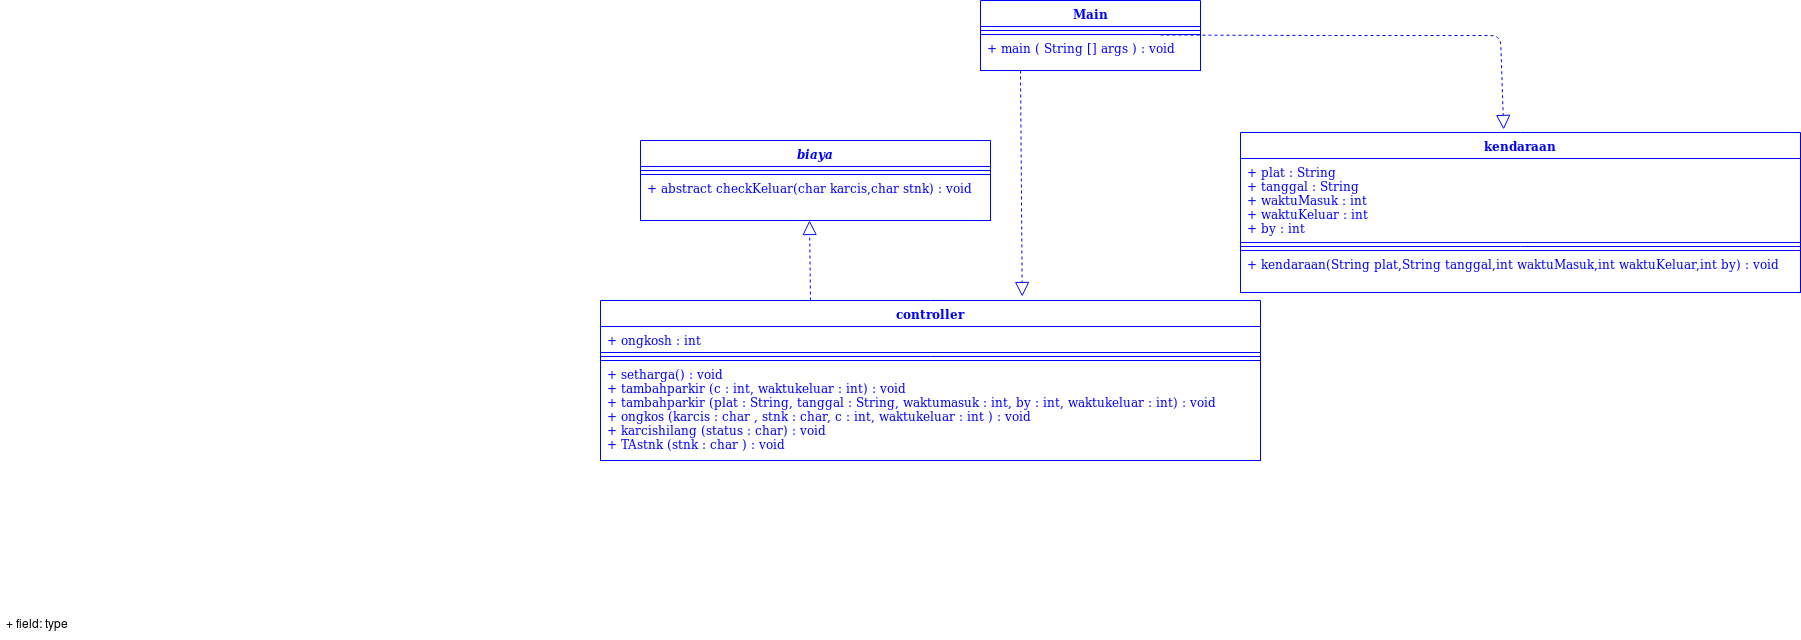 Main
+ main ( String [] args ) : void
biaya
+ abstract checkKeluar(char karcis,char stnk) : void
kendaraan
+ plat : String
+ tanggal : String
+ waktuMasuk : int
+ waktuKeluar : int
+ by : int
+ kendaraan(String plat,String tanggal,int waktuMasuk,int waktuKeluar,int by) : void
controller
+ ongkosh : int
+ setharga() : void
+ tambahparkir (c : int, waktukeluar : int) : void
+ tambahparkir (plat : String, tanggal : String, waktumasuk : int, by : int, waktukeluar : int) : void
+ ongkos (karcis : char , stnk : char, c : int, waktukeluar : int ) : void
+ karcishilang (status : char) : void
+ TAstnk (stnk : char ) : void
+ field: type